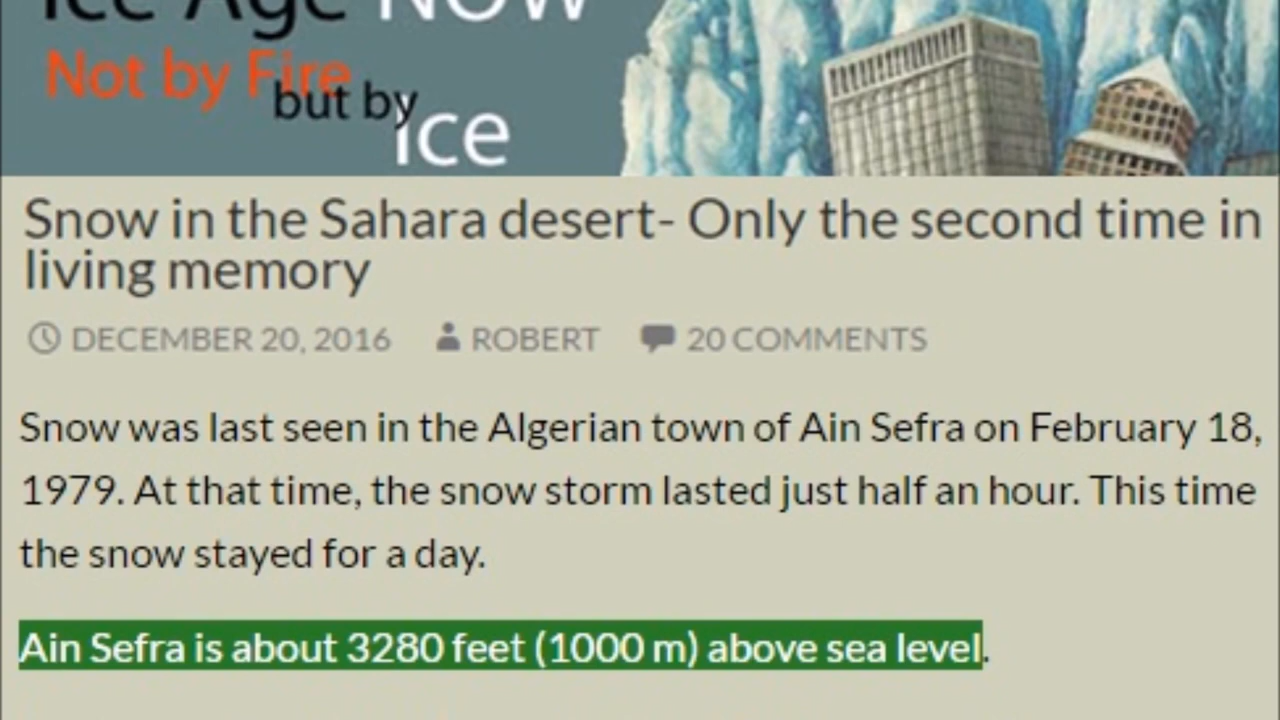 Ice Age Now
Not by Fire
but by
ice
Snow in the Sahara desert- Only the second time in
living memory
DECEMBER 20, 2016 ROBERT 20 COMMENTS
Snow was last seen in the Algerian town of Ain Sefra on February 18,
1979. At that time, the snow storm lasted just half an hour. This time
the snow stayed for a day.
Ain Sefra is about 3280 feet (1000 m) above sea level.